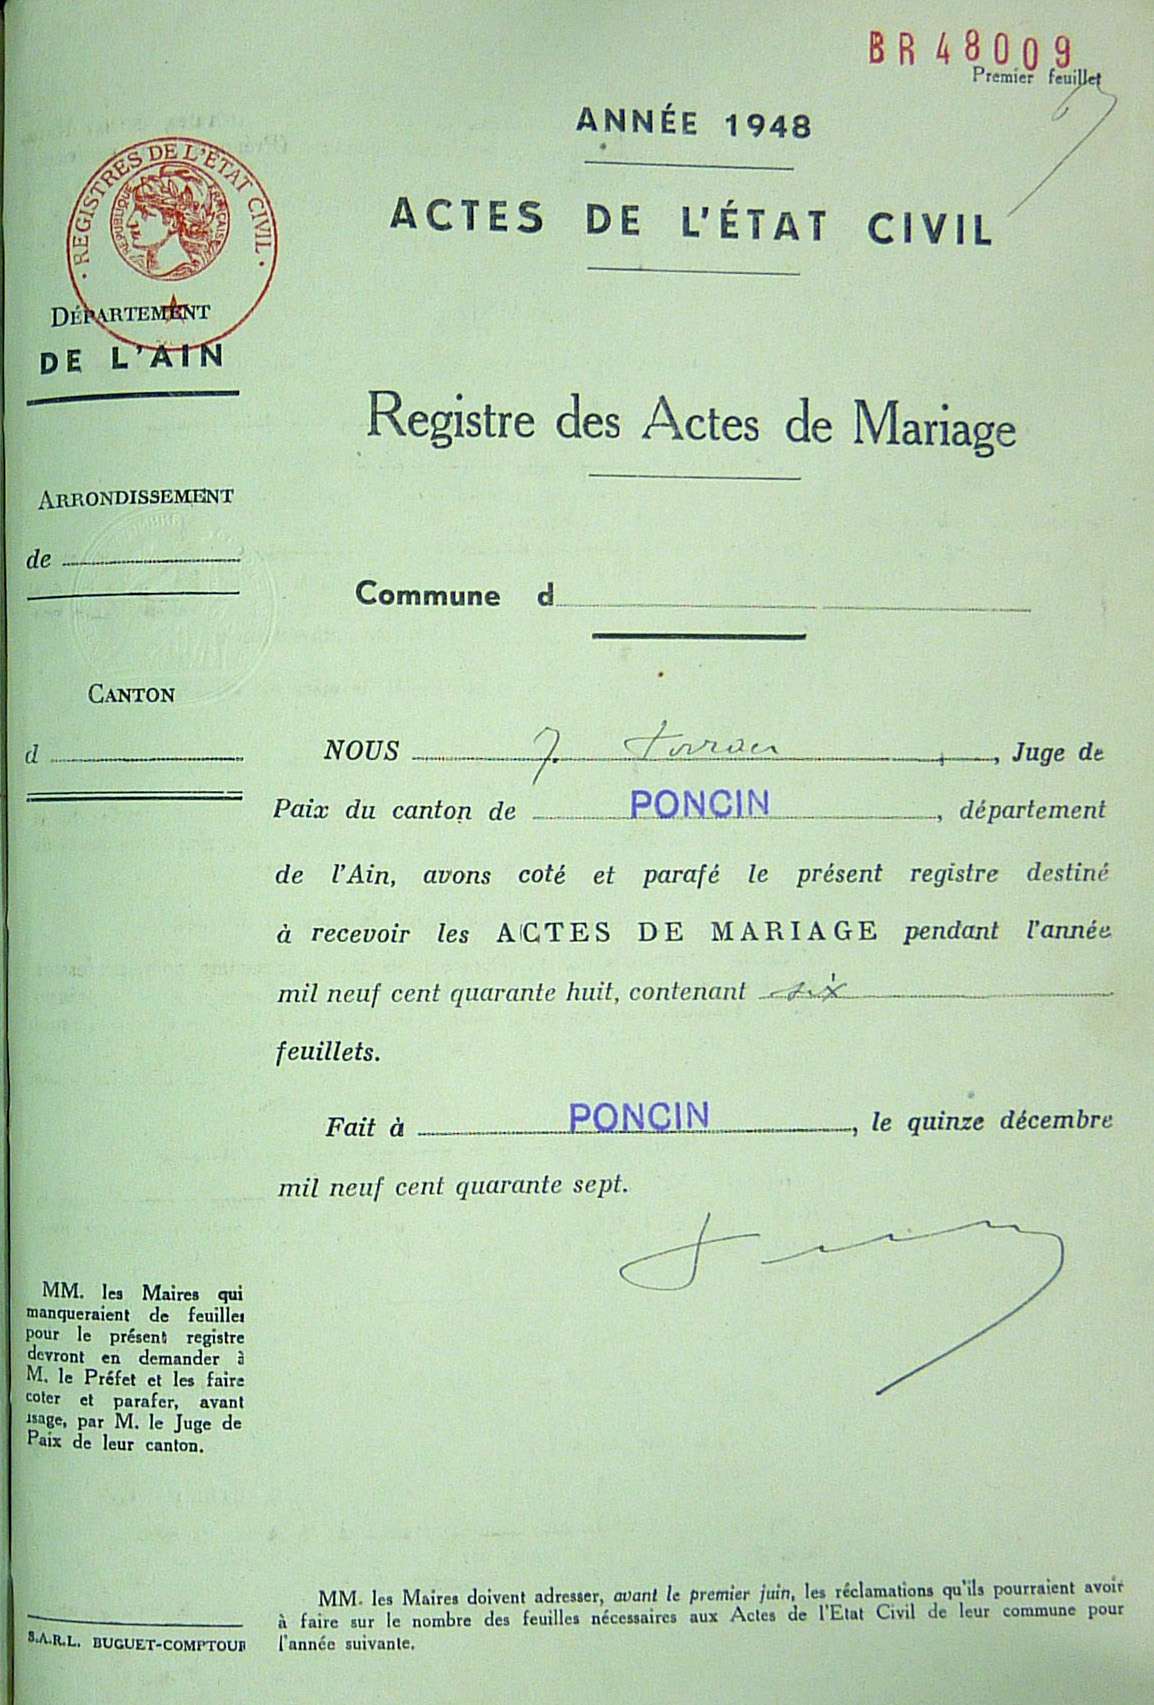 BR 48009
Premier feuillet
ANNÉE 1948
ACTES DE L'ÉTAT CIVIL
· REGISTRES DE L'ÉTAT CIVIL ·
RÉPUBLIQUE FRANÇAISE
DÉPARTEMENT
DE L'AIN
Registre des Actes de Mariage
ARRONDISSEMENT
de
Commune d
CANTON
d
NOUS J., Juge de
Paix du canton de PONCIN, département
de l'Ain, avons coté et parafé le présent registre destiné
à recevoir les ACTES DE MARIAGE pendant l'année
mil neuf cent quarante huit, contenant six
feuillets.
Fait à PONCIN, le quinze décembre
mil neuf cent quarante sept.
MM. les Maires qui
manqueraient de feuilles
pour le présent registre
devront en demander à
M. le Préfet et les faire
coter et parafer, avant
usage, par M. le Juge de
Paix de leur canton.
MM. les Maires doivent adresser, avant le premier juin, les réclamations qu'ils pourraient avoir
à faire sur le nombre des feuilles nécessaires aux Actes de l'Etat Civil de leur commune pour
l'année suivante.
S.A.R.L. BUGUET-COMPTOUR